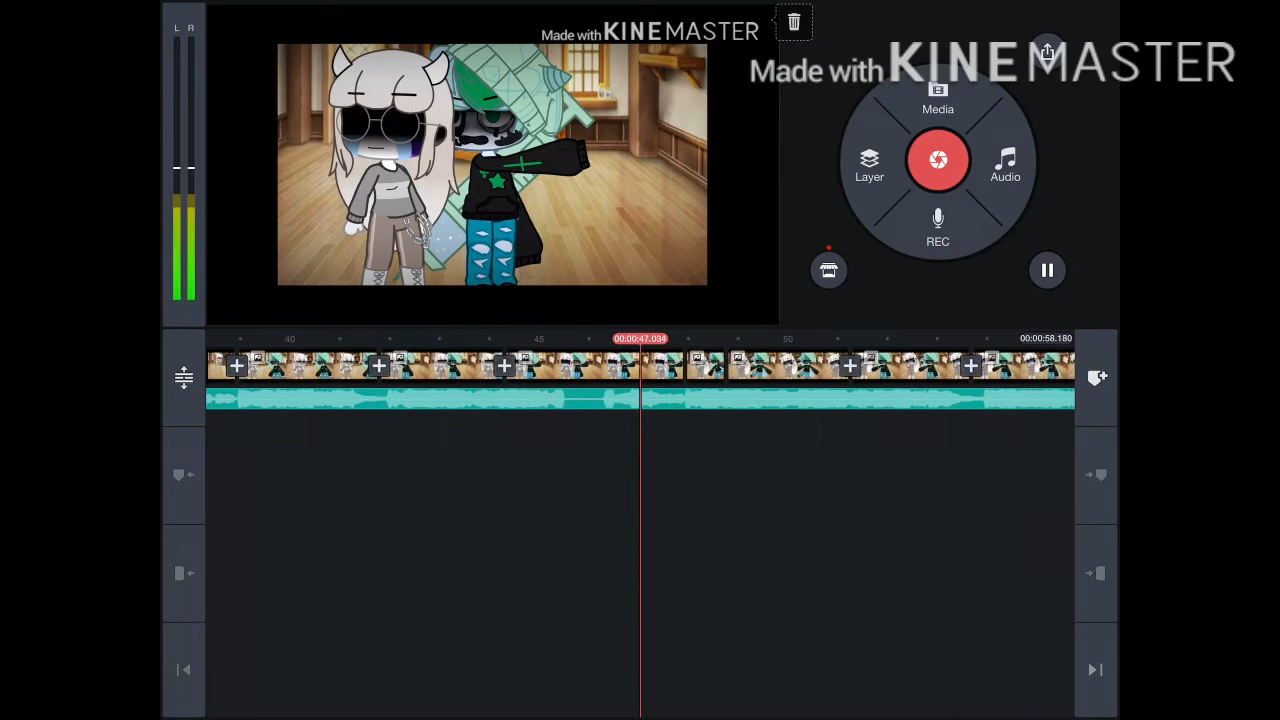 L R
Made with KINEMASTER
Made with KINEMASTER
Media
Layer
Audio
REC
40
45
00:00:47.034
50
00:00:58.180